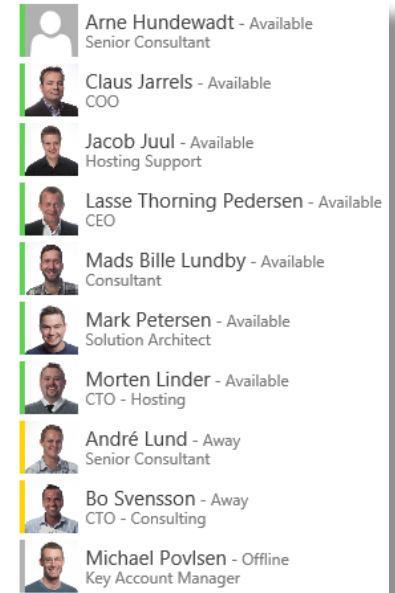 Arne Hundewadt - Available
Senior Consultant
Claus Jarrels - Available
COO
Jacob Juul - Available
Hosting Support
Lasse Thorning Pedersen - Available
CEO
Mads Bille Lundby - Available
Consultant
Mark Petersen - Available
Solution Architect
Morten Linder - Available
CTO - Hosting
André Lund - Away
Senior Consultant
Bo Svensson - Away
CTO - Consulting
Michael Povlsen - Offline
Key Account Manager